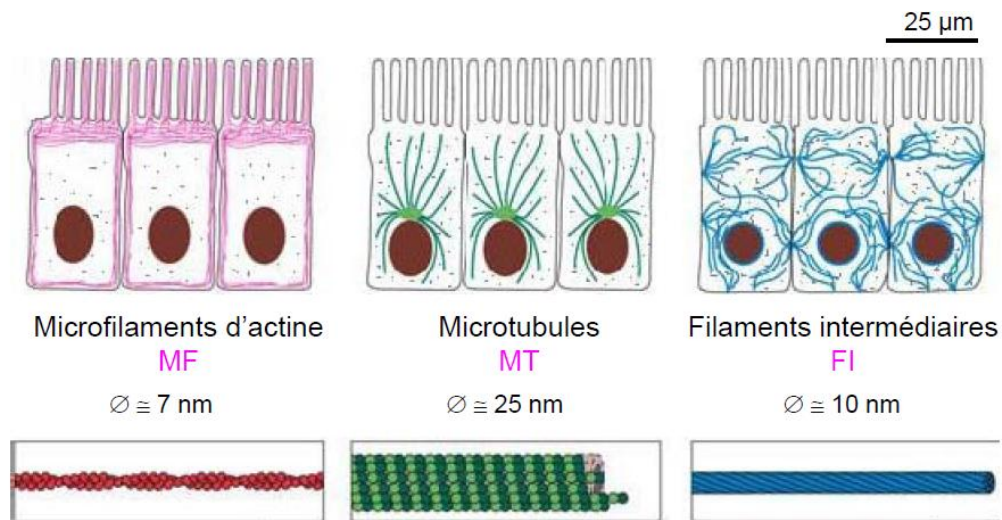 25 µm
Microfilaments d'actine
Microtubules
Filaments intermédiaires
MF
MT
FI
∅ ≅ 7 nm
∅ ≅ 25 nm
∅ ≅ 10 nm